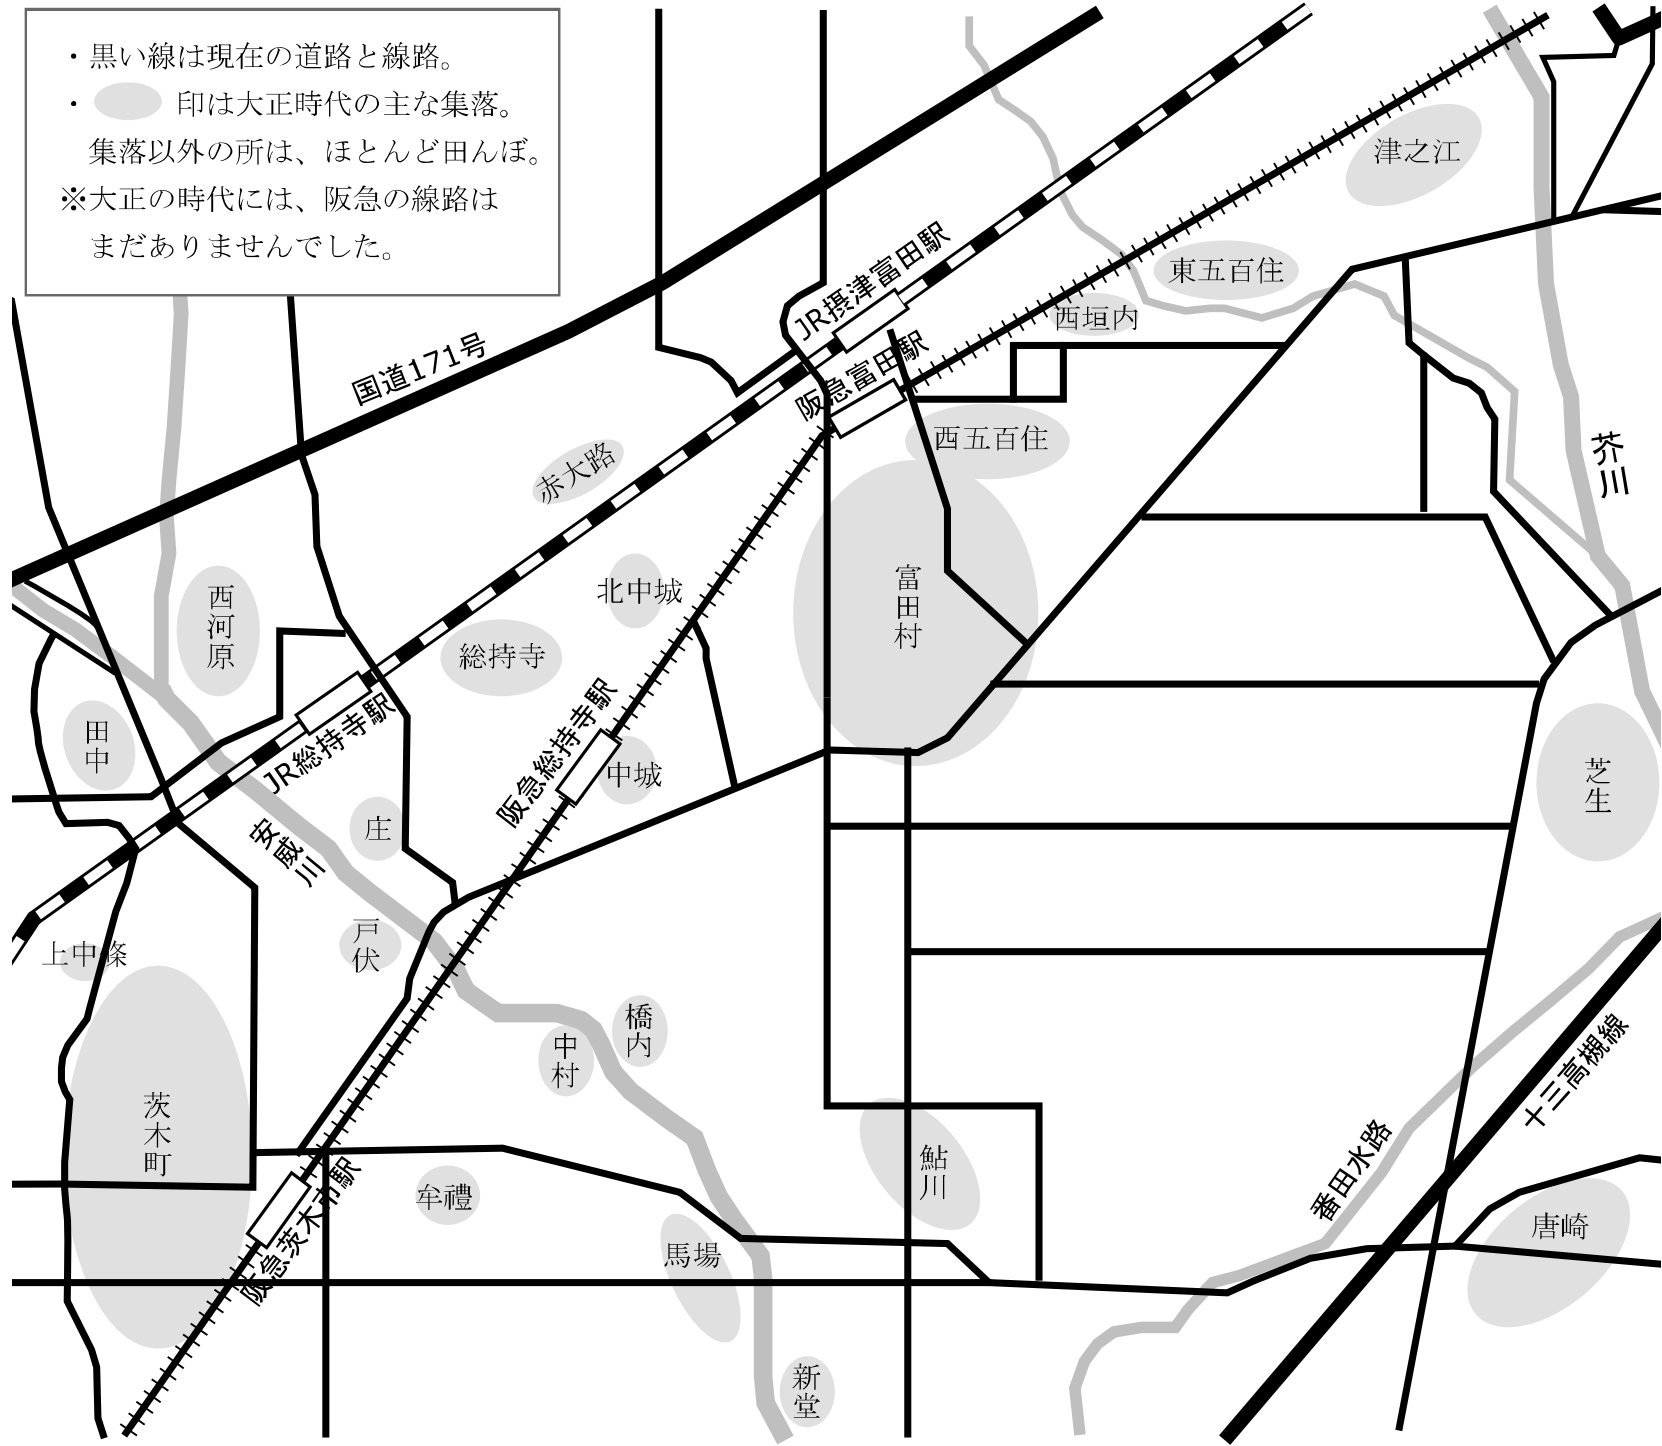 ・黒い線は現在の道路と線路。
・ 印は大正時代の主な集落。
集落以外の所は、ほとんど田んぼ。
※大正の時代には、阪急の線路は
まだありませんでした。
津之江
JR摂津富田駅
東五百住
西垣内
国道171号
阪急富田駅
西五百住
赤大路
芥川
北中城
西河原
富田村
総持寺
田中
JR総持寺駅
阪急総持寺駅
中城
芝生
庄
安威川
戸伏
上中條
橋内
中村
十三高槻線
茨木町
鮎川
番田水路
牟禮
阪急茨木市駅
馬場
唐崎
新堂